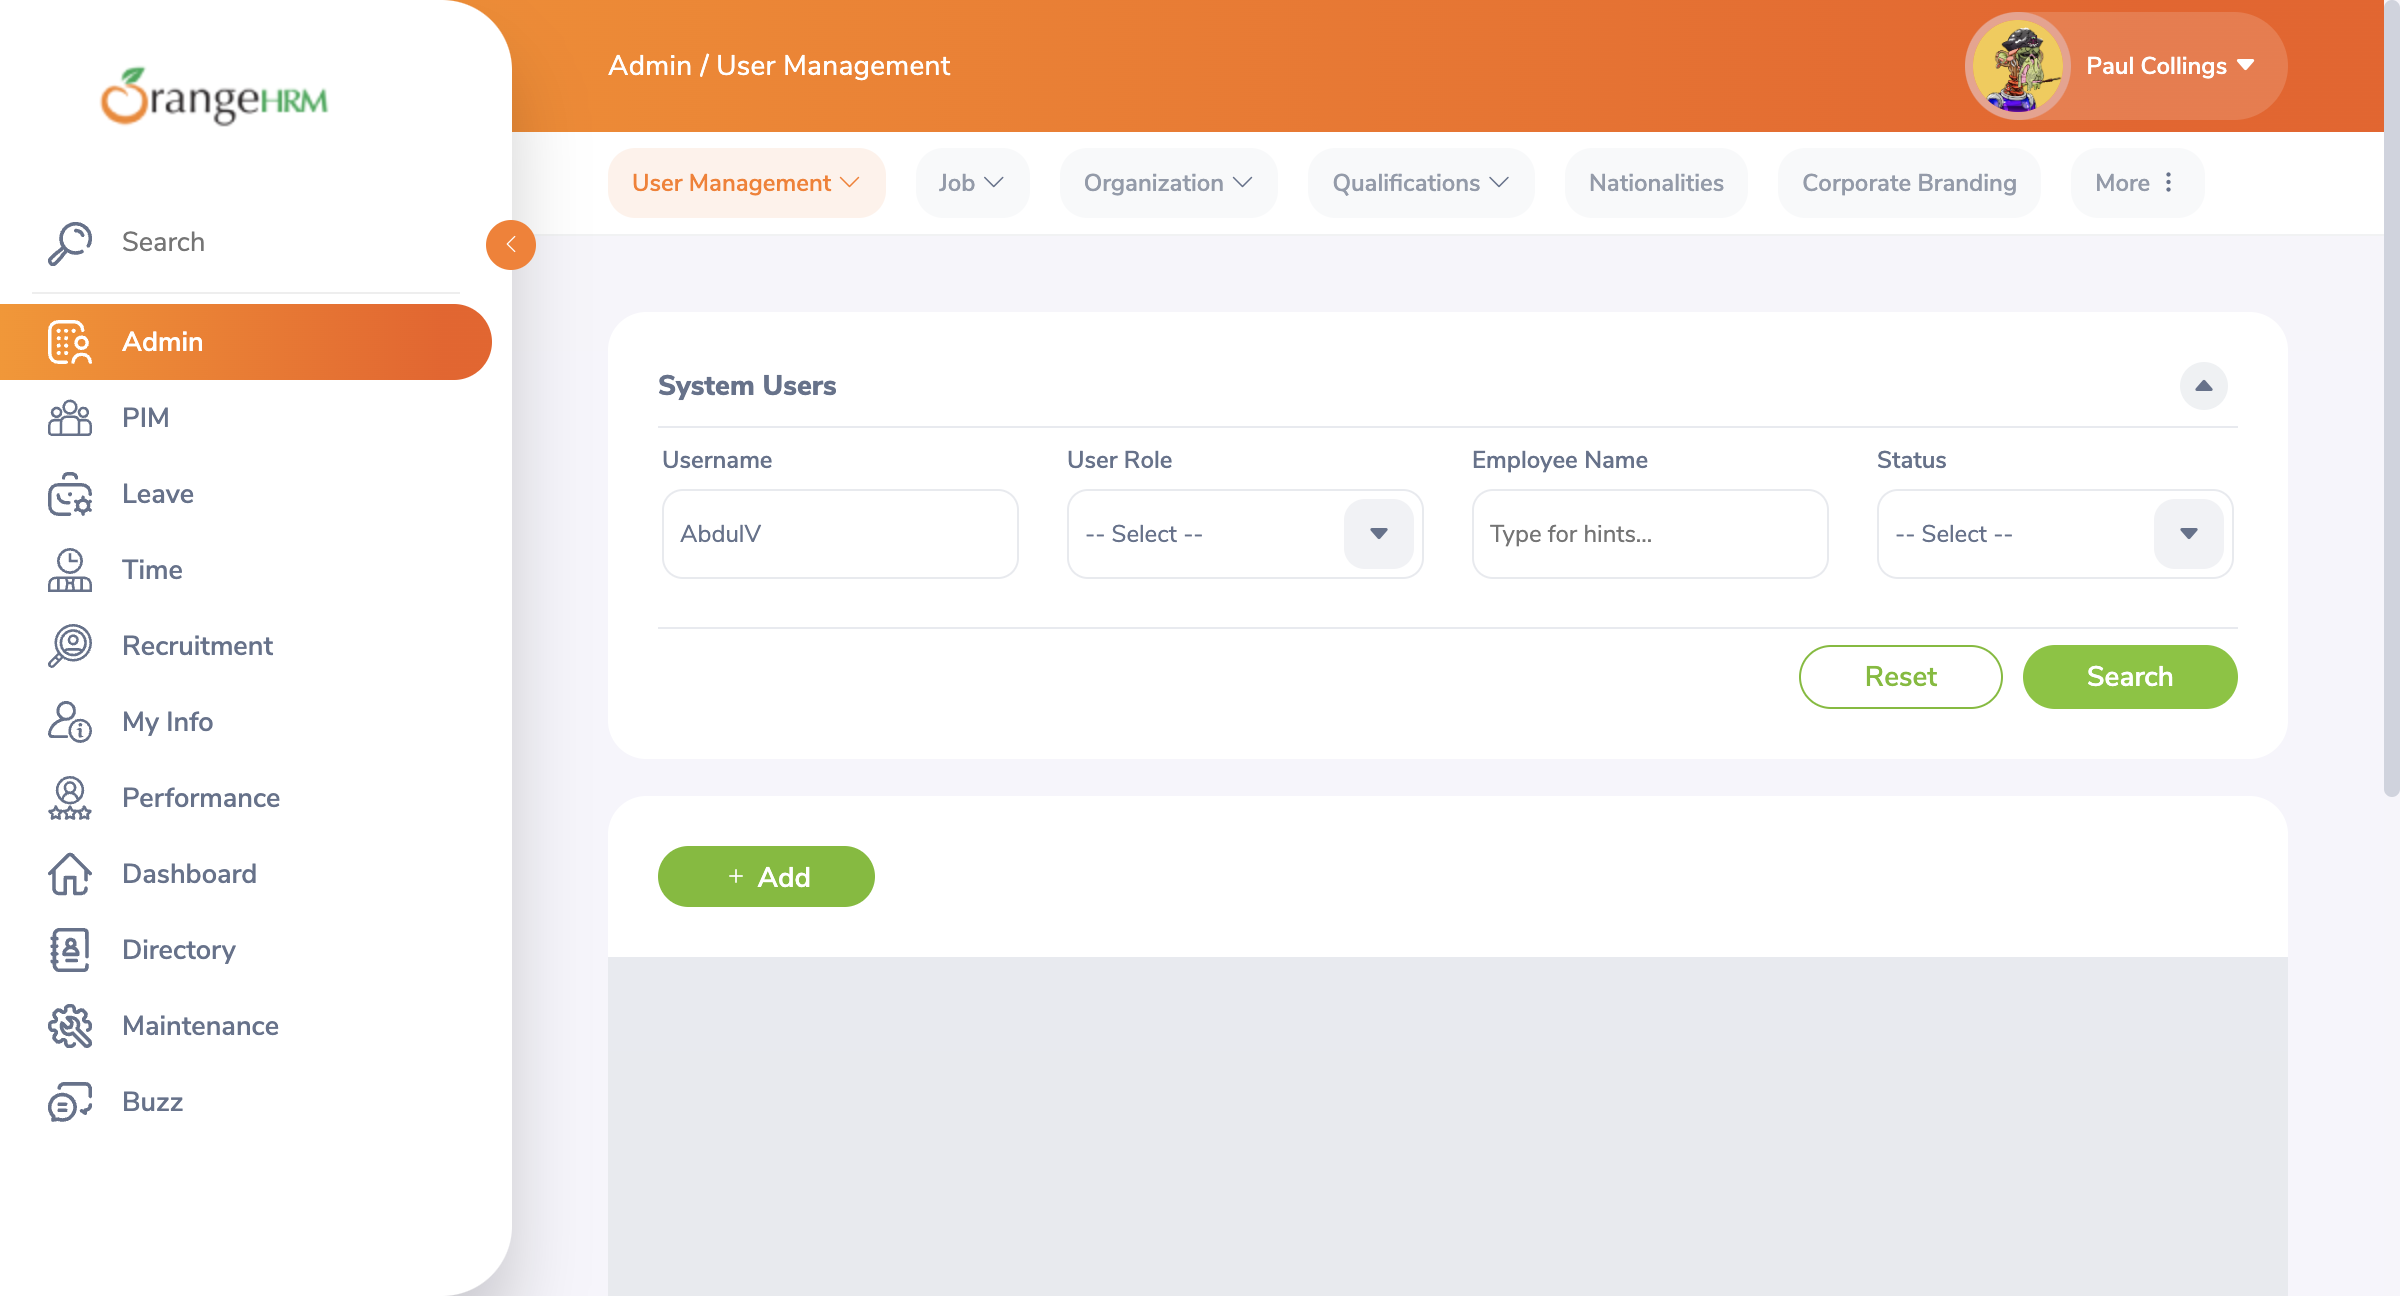 OrangeHRM
Search
Admin
PIM
Leave
Time
Recruitment
My Info
Performance
Dashboard
Directory
Maintenance
Buzz
Admin / User Management
Paul Collings
User Management
Job
Organization
Qualifications
Nationalities
Corporate Branding
More
System Users
Username
User Role
Employee Name
Status
AbdulV
-- Select --
Type for hints...
-- Select --
Reset
Search
+ Add